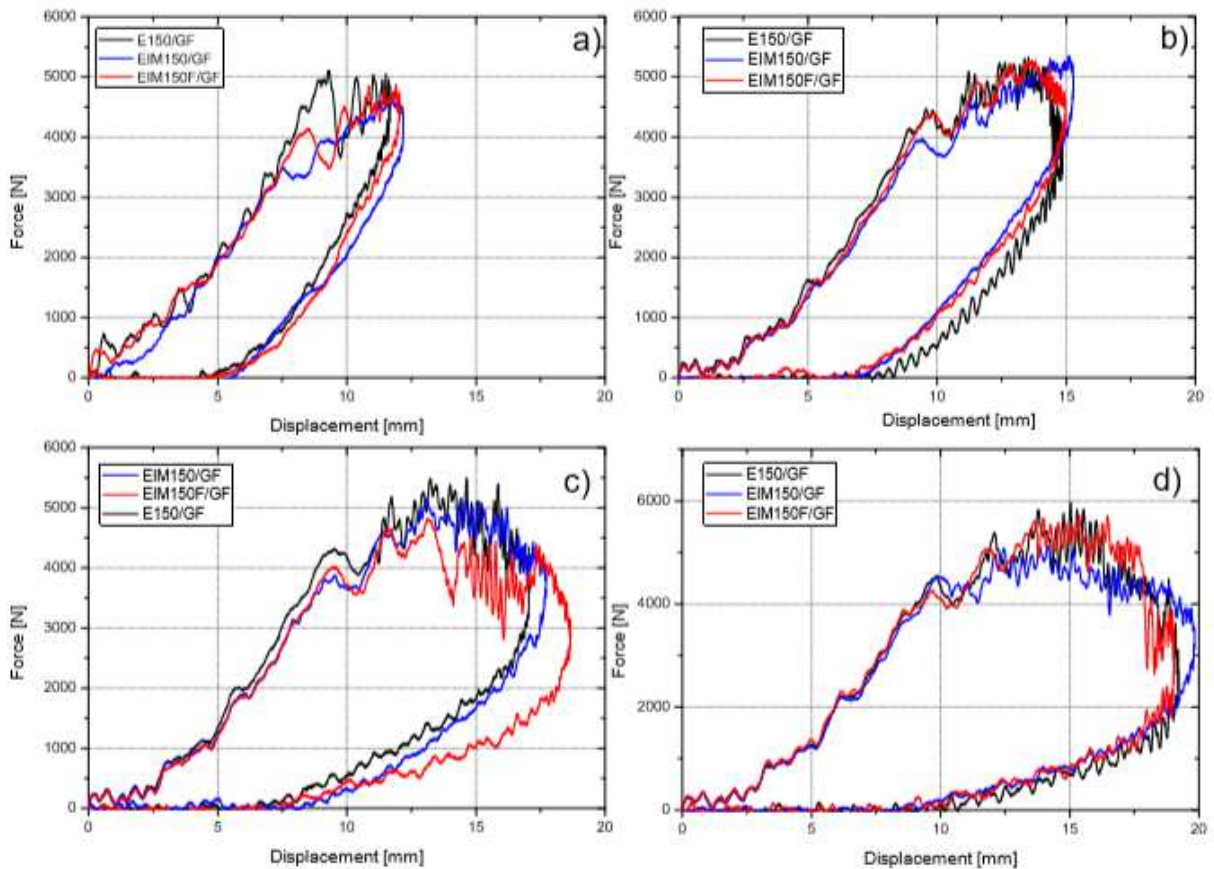 6000
5000
4000
3000
2000
1000
0
Force [N]
E150/GF
EIM150/GF
EIM150F/GF
a)
0 5 10 15 20
Displacement [mm]
6000
5000
4000
3000
2000
1000
0
Force [N]
E150/GF
EIM150/GF
EIM150F/GF
b)
0 5 10 15 20
Displacement [mm]
6000
5000
4000
3000
2000
1000
0
Force [N]
EIM150/GF
EIM150F/GF
E150/GF
c)
0 5 10 15 20
Displacement [mm]
6000
4000
2000
0
Force [N]
E150/GF
EIM150/GF
EIM150F/GF
d)
0 5 10 15 20
Displacement [mm]